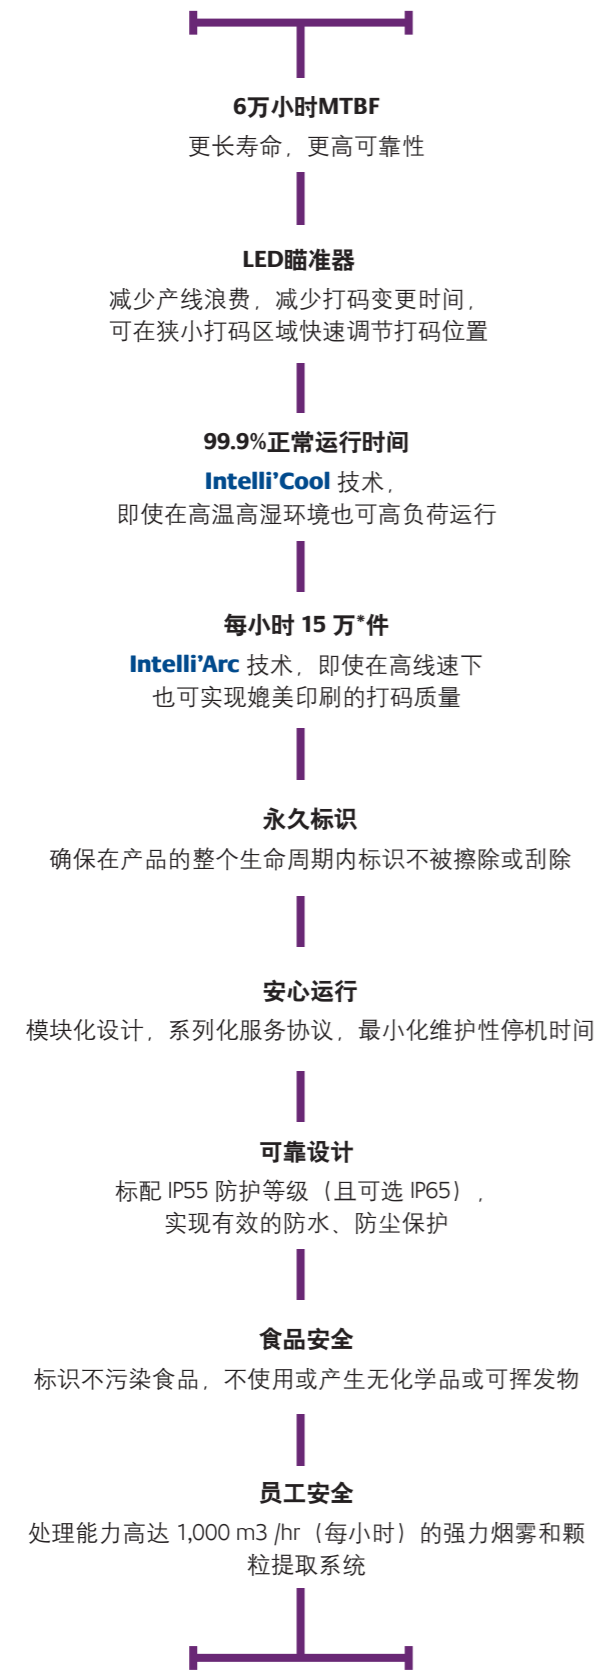 6万小时MTBF
更长寿命，更高可靠性
LED瞄准器
减少产线浪费，减少打码变更时间，
可在狭小打码区域快速调节打码位置
99.9%正常运行时间
Intelli’Cool 技术，
即使在高温高湿环境也可高负荷运行
每小时 15 万*件
Intelli’Arc 技术，即使在高线速下
也可实现媲美印刷的打码质量
永久标识
确保在产品的整个生命周期内标识不被擦除或刮除
安心运行
模块化设计，系列化服务协议，最小化维护性停机时间
可靠设计
标配 IP55 防护等级（且可选 IP65），
实现有效的防水、防尘保护
食品安全
标识不污染食品，不使用或产生无化学品或可挥发物
员工安全
处理能力高达 1,000 m3 /hr（每小时）的强力烟雾和颗
粒提取系统